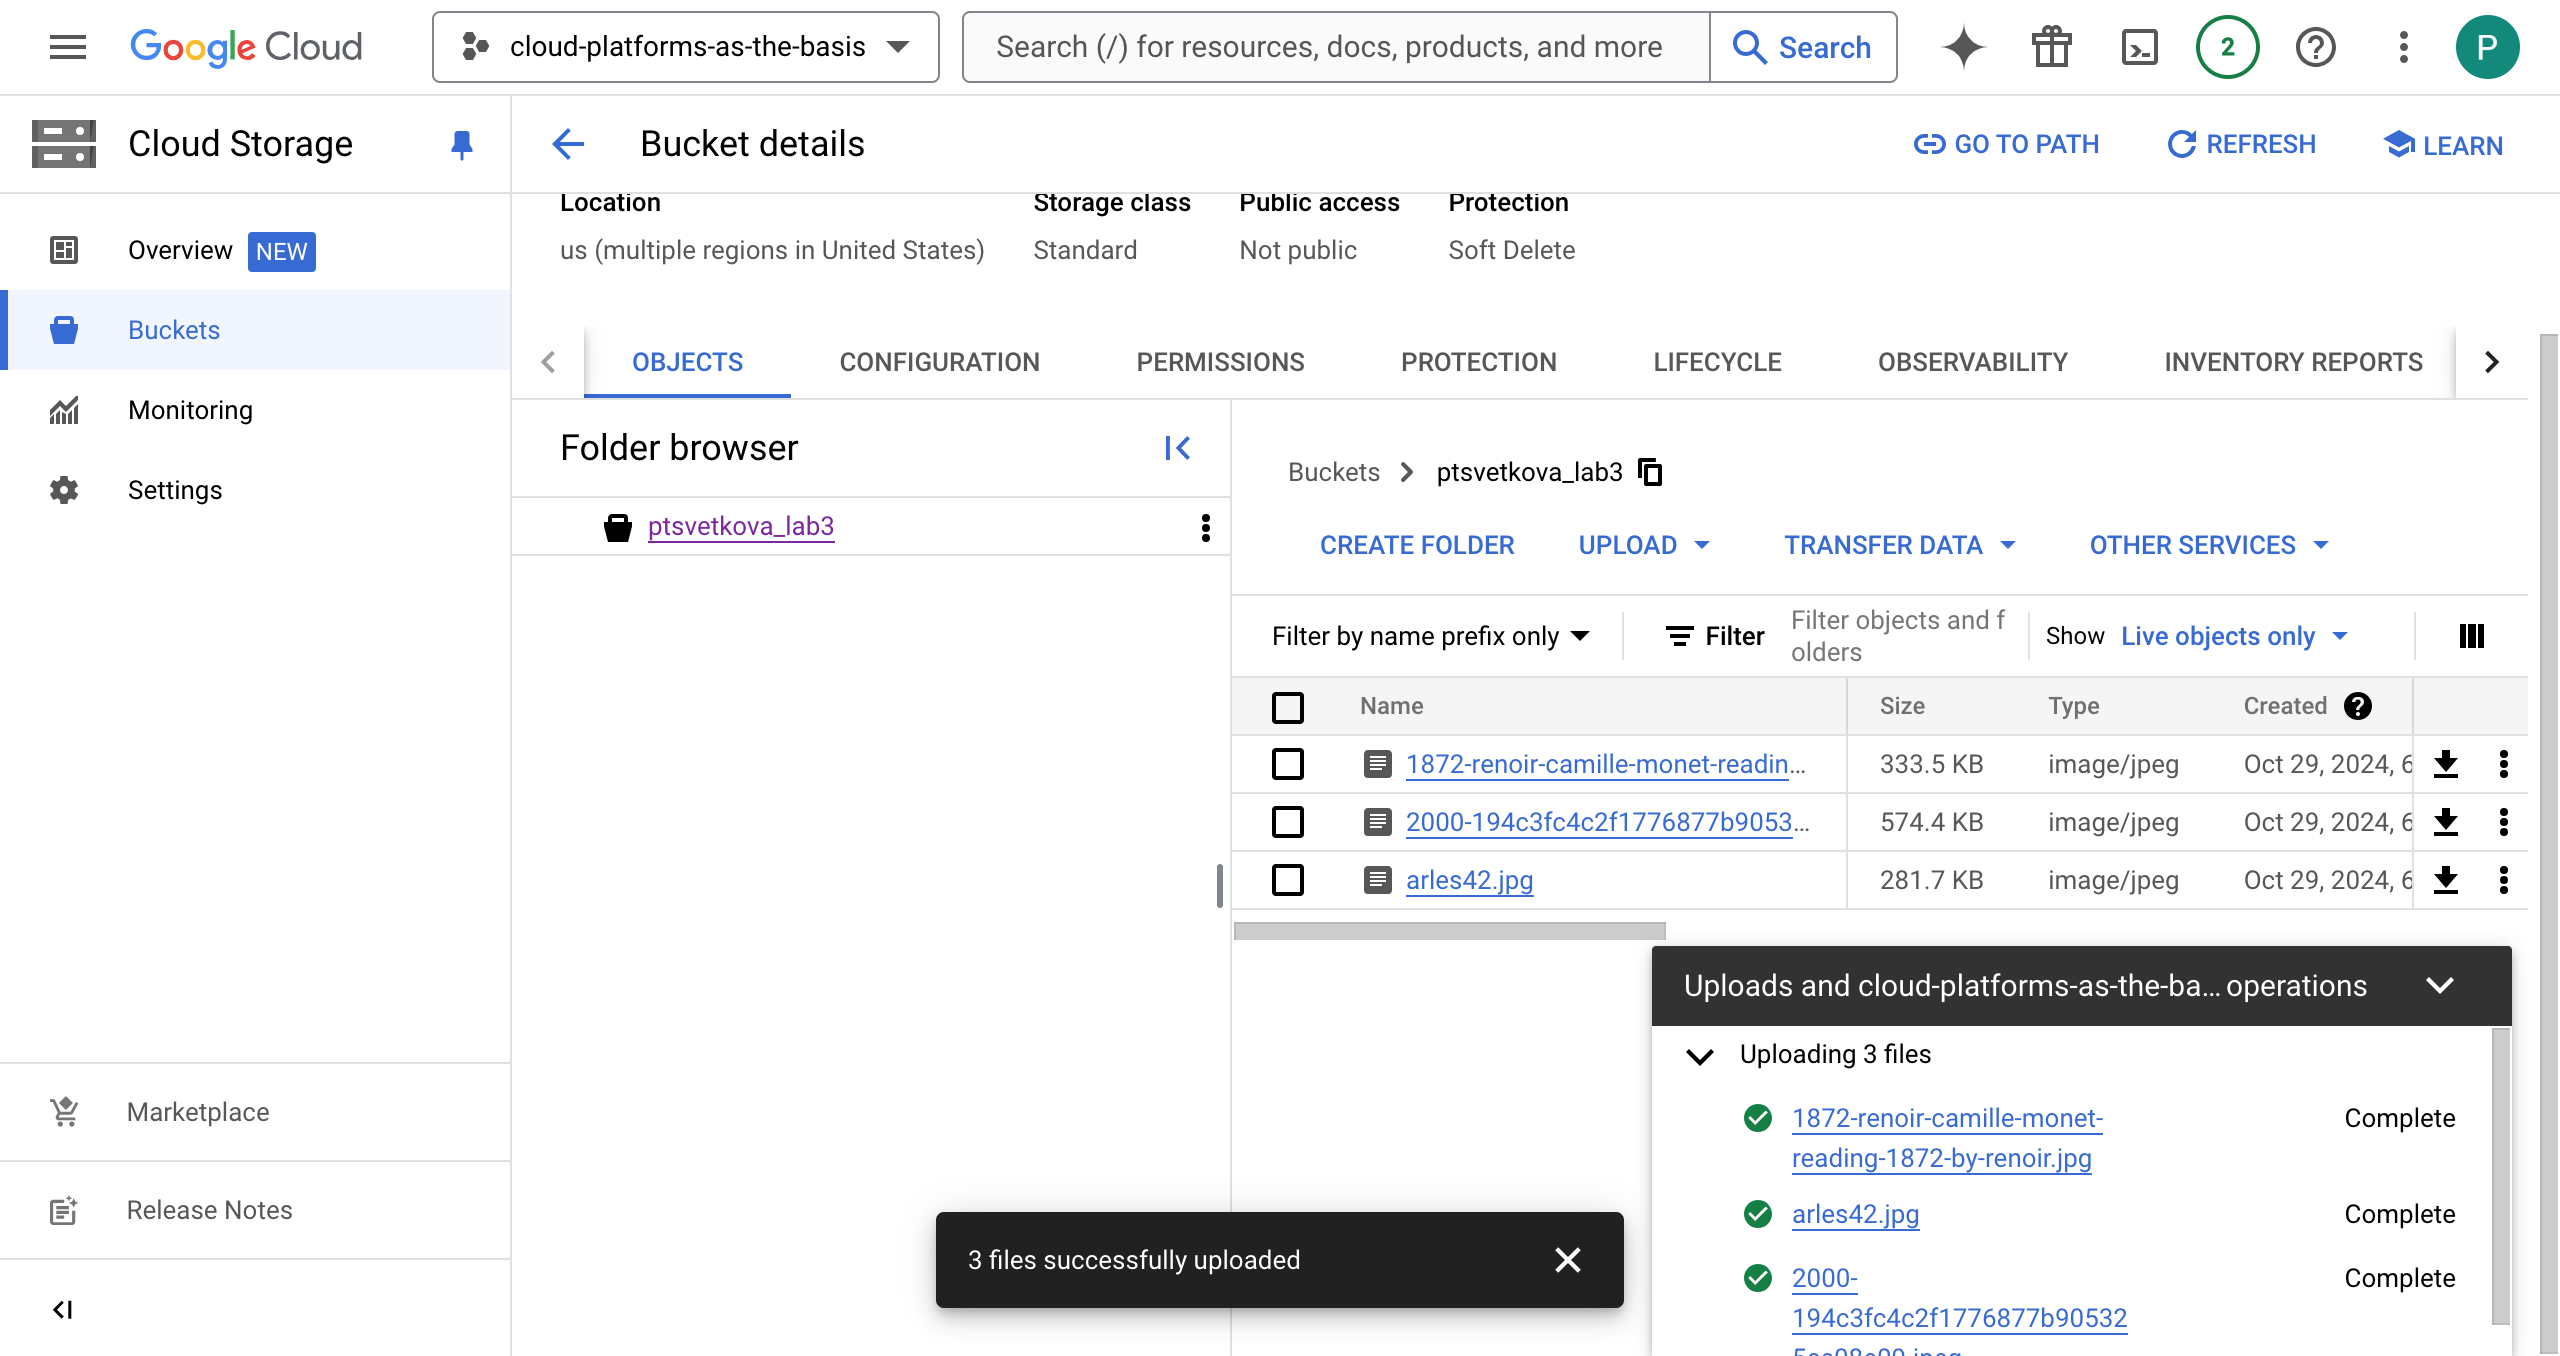 Google Cloud
cloud-platforms-as-the-basis
Search (/) for resources, docs, products, and more
Search
2
P
Cloud Storage
Bucket details
GO TO PATH
REFRESH
LEARN
Overview NEW
Buckets
Monitoring
Settings
Marketplace
Release Notes
Location
us (multiple regions in United States)
Storage class
Standard
Public access
Not public
Protection
Soft Delete
OBJECTS
CONFIGURATION
PERMISSIONS
PROTECTION
LIFECYCLE
OBSERVABILITY
INVENTORY REPORTS
Folder browser
ptsvetkova_lab3
Buckets
ptsvetkova_lab3
CREATE FOLDER
UPLOAD
TRANSFER DATA
OTHER SERVICES
Filter by name prefix only
Filter
Filter objects and f
olders
Show Live objects only
Name Size Type Created
1872-renoir-camille-monet-readin... 333.5 KB image/jpeg Oct 29, 2024, 6
2000-194c3fc4c2f1776877b9053... 574.4 KB image/jpeg Oct 29, 2024, 6
arles42.jpg 281.7 KB image/jpeg Oct 29, 2024, 6
Uploads and cloud-platforms-as-the-ba... operations
Uploading 3 files
1872-renoir-camille-monet-
reading-1872-by-renoir.jpg
Complete
arles42.jpg
Complete
2000-
194c3fc4c2f1776877b90532
Complete
3 files successfully uploaded